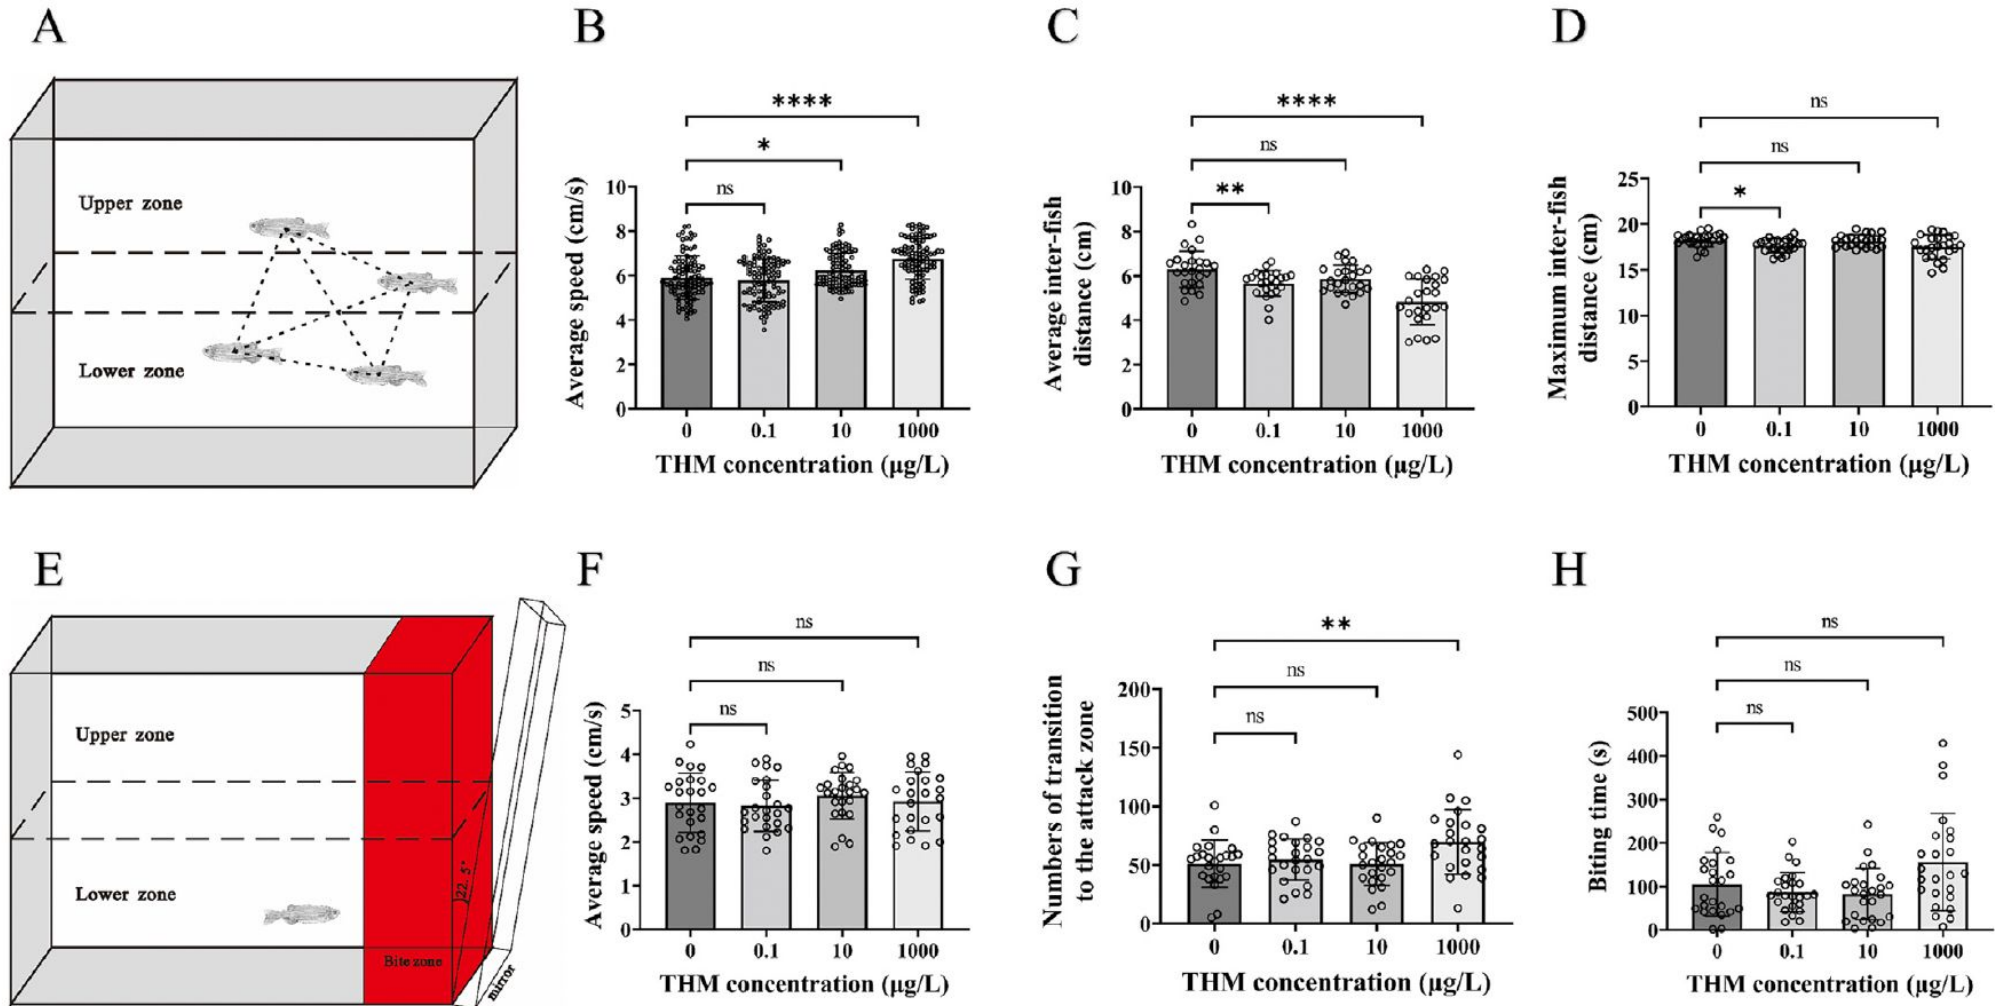 A
Upper zone
Lower zone
B
****
*
ns
Average speed (cm/s)
10
8
6
4
2
0
0 0.1 10 1000
THM concentration (μg/L)
C
****
ns
**
Average inter-fish
distance (cm)
10
8
6
4
2
0
0 0.1 10 1000
THM concentration (μg/L)
D
ns
ns
*
Maximum inter-fish
distance (cm)
25
20
15
10
5
0
0 0.1 10 1000
THM concentration (μg/L)
E
Upper zone
Lower zone
22.5°
Bite zone
mirror
F
ns
ns
ns
Average speed (cm/s)
5
4
3
2
1
0
0 0.1 10 1000
THM concentration (μg/L)
G
**
ns
ns
Numbers of transition
to the attack zone
200
150
100
50
0
0 0.1 10 1000
THM concentration (μg/L)
H
ns
ns
ns
Biting time (s)
500
400
300
200
100
0
0 0.1 10 1000
THM concentration (μg/L)